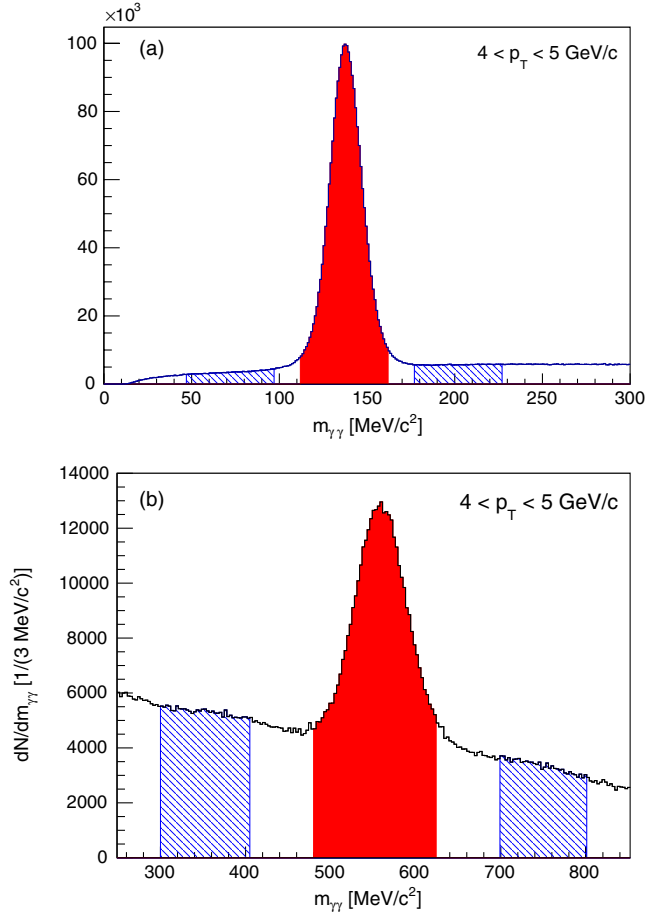 ×10³
(a)
4 < p_T < 5 GeV/c
100
80
60
40
20
0
0 50 100 150 200 250 300
m_γγ [MeV/c²]
(b)
4 < p_T < 5 GeV/c
14000
12000
10000
8000
6000
4000
2000
0
dN/dm_γγ [1/(3 MeV/c²)]
300 400 500 600 700 800
m_γγ [MeV/c²]